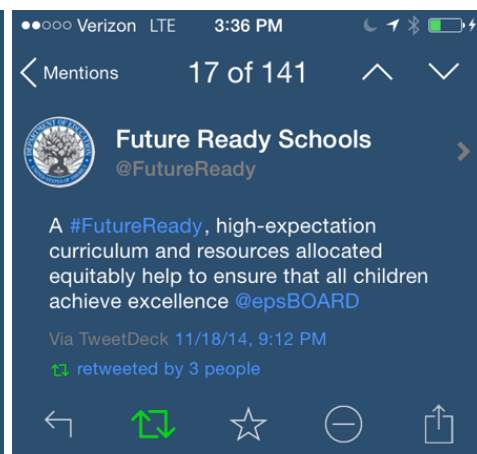 Verizon LTE 3:36 PM
Mentions 17 of 141
Future Ready Schools
@FutureReady
A #FutureReady, high-expectation
curriculum and resources allocated
equitably help to ensure that all children
achieve excellence @epsBOARD
Via TweetDeck 11/18/14, 9:12 PM
retweeted by 3 people